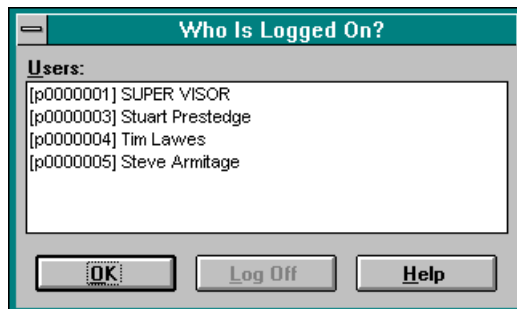 Who Is Logged On?
Users:
[p0000001] SUPER VISOR
[p0000003] Stuart Prestedge
[p0000004] Tim Lawes
[p0000005] Steve Armitage
OK Log Off Help